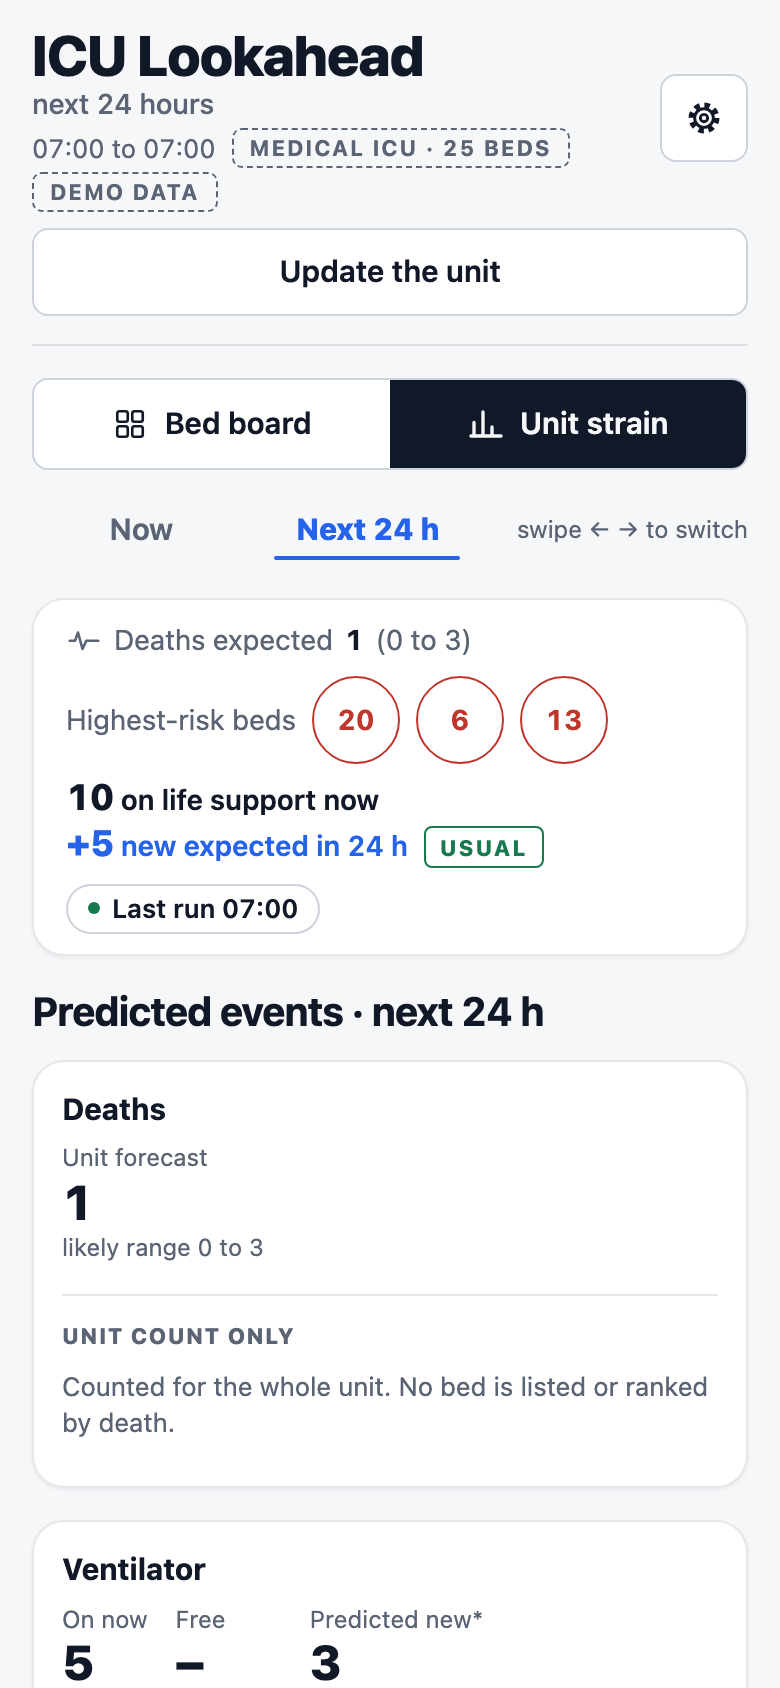 ICU Lookahead
next 24 hours
07:00 to 07:00 MEDICAL ICU · 25 BEDS
DEMO DATA
Update the unit
Bed board Unit strain
Now Next 24 h swipe ← → to switch
Deaths expected 1 (0 to 3)
Highest-risk beds 20 6 13
10 on life support now
+5 new expected in 24 h USUAL
Last run 07:00
Predicted events · next 24 h
Deaths
Unit forecast
1
likely range 0 to 3
UNIT COUNT ONLY
Counted for the whole unit. No bed is listed or ranked
by death.
Ventilator
On now Free Predicted new*
5 – 3